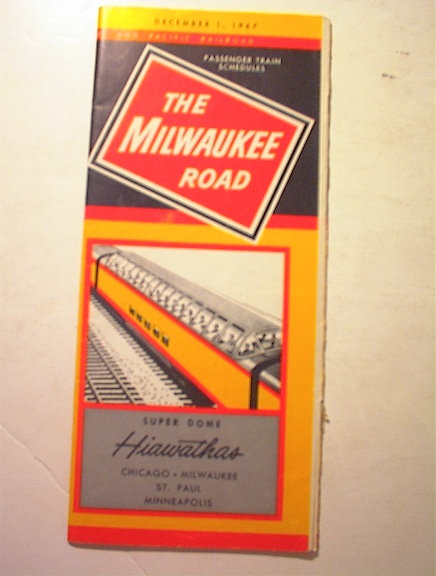 DECEMBER 1, 1967
AND PACIFIC RAILROAD
PASSENGER TRAIN
SCHEDULES
THE
MILWAUKEE
ROAD
SUPER DOME
Hiawathas
CHICAGO • MILWAUKEE
ST. PAUL
MINNEAPOLIS